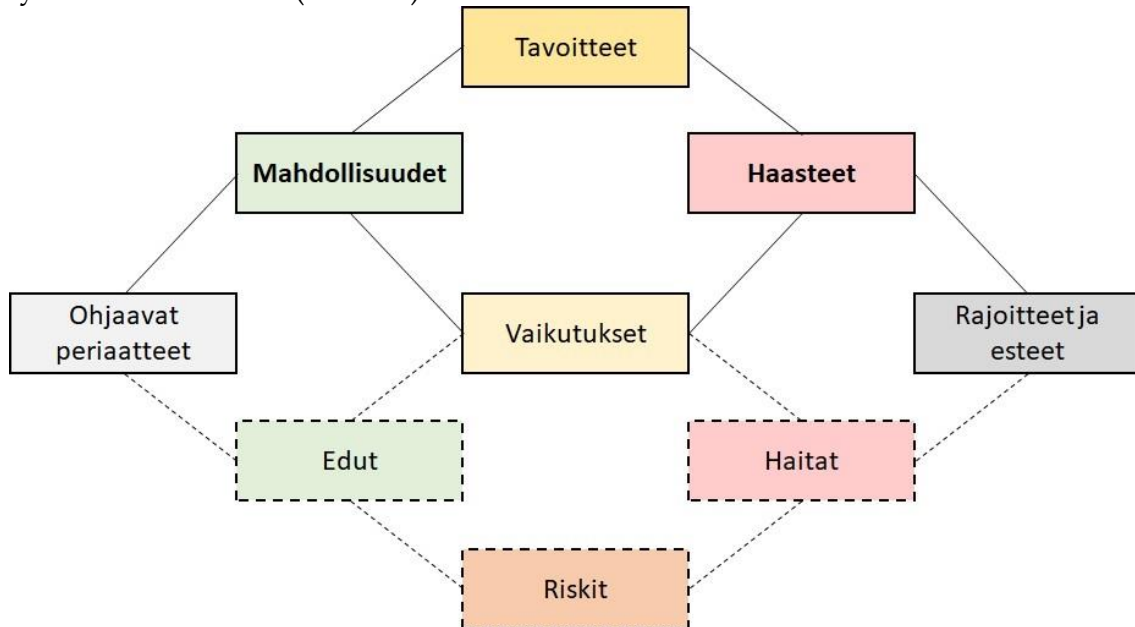 Tavoitteet
Mahdollisuudet
Haasteet
Ohjaavat
periaatteet
Vaikutukset
Rajoitteet ja
esteet
Edut
Haitat
Riskit